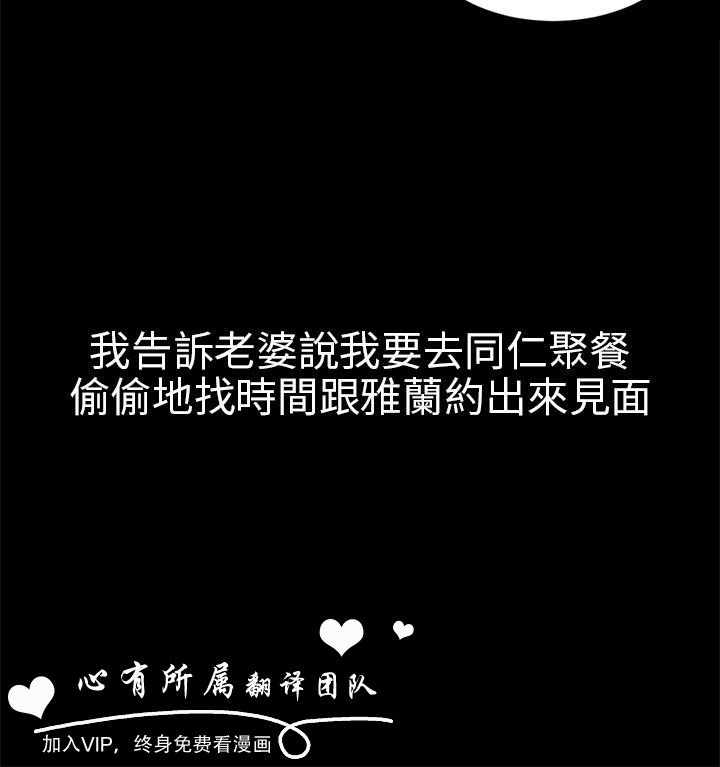 我告訴老婆說我要去同仁聚餐
偷偷地找時間跟雅蘭約出來見面
心有所属翻译团队
加入VIP，终身免费看漫画